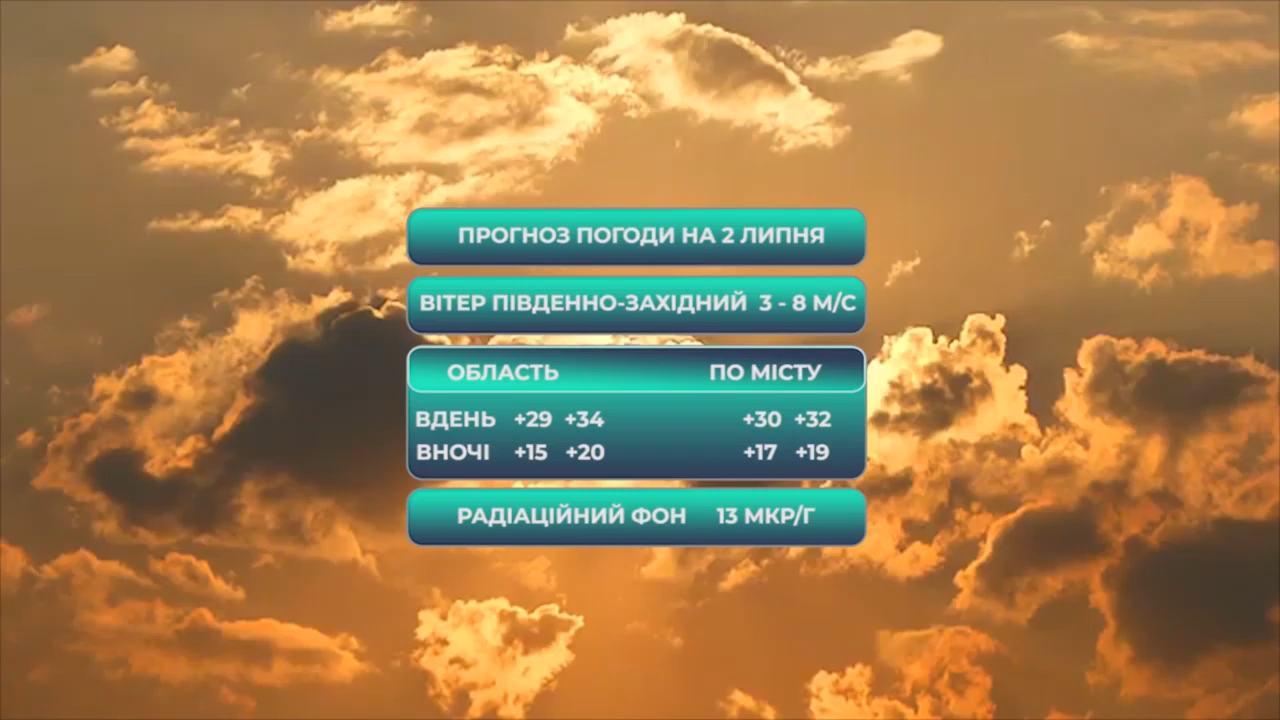 ПРОГНОЗ ПОГОДИ НА 2 ЛИПНЯ
ВІТЕР ПІВДЕННО-ЗАХІДНИЙ 3 - 8 М/С
ОБЛАСТЬ ПО МІСТУ
ВДЕНЬ +29 +34 +30 +32
ВНОЧІ +15 +20 +17 +19
РАДІАЦІЙНИЙ ФОН 13 МКР/Г